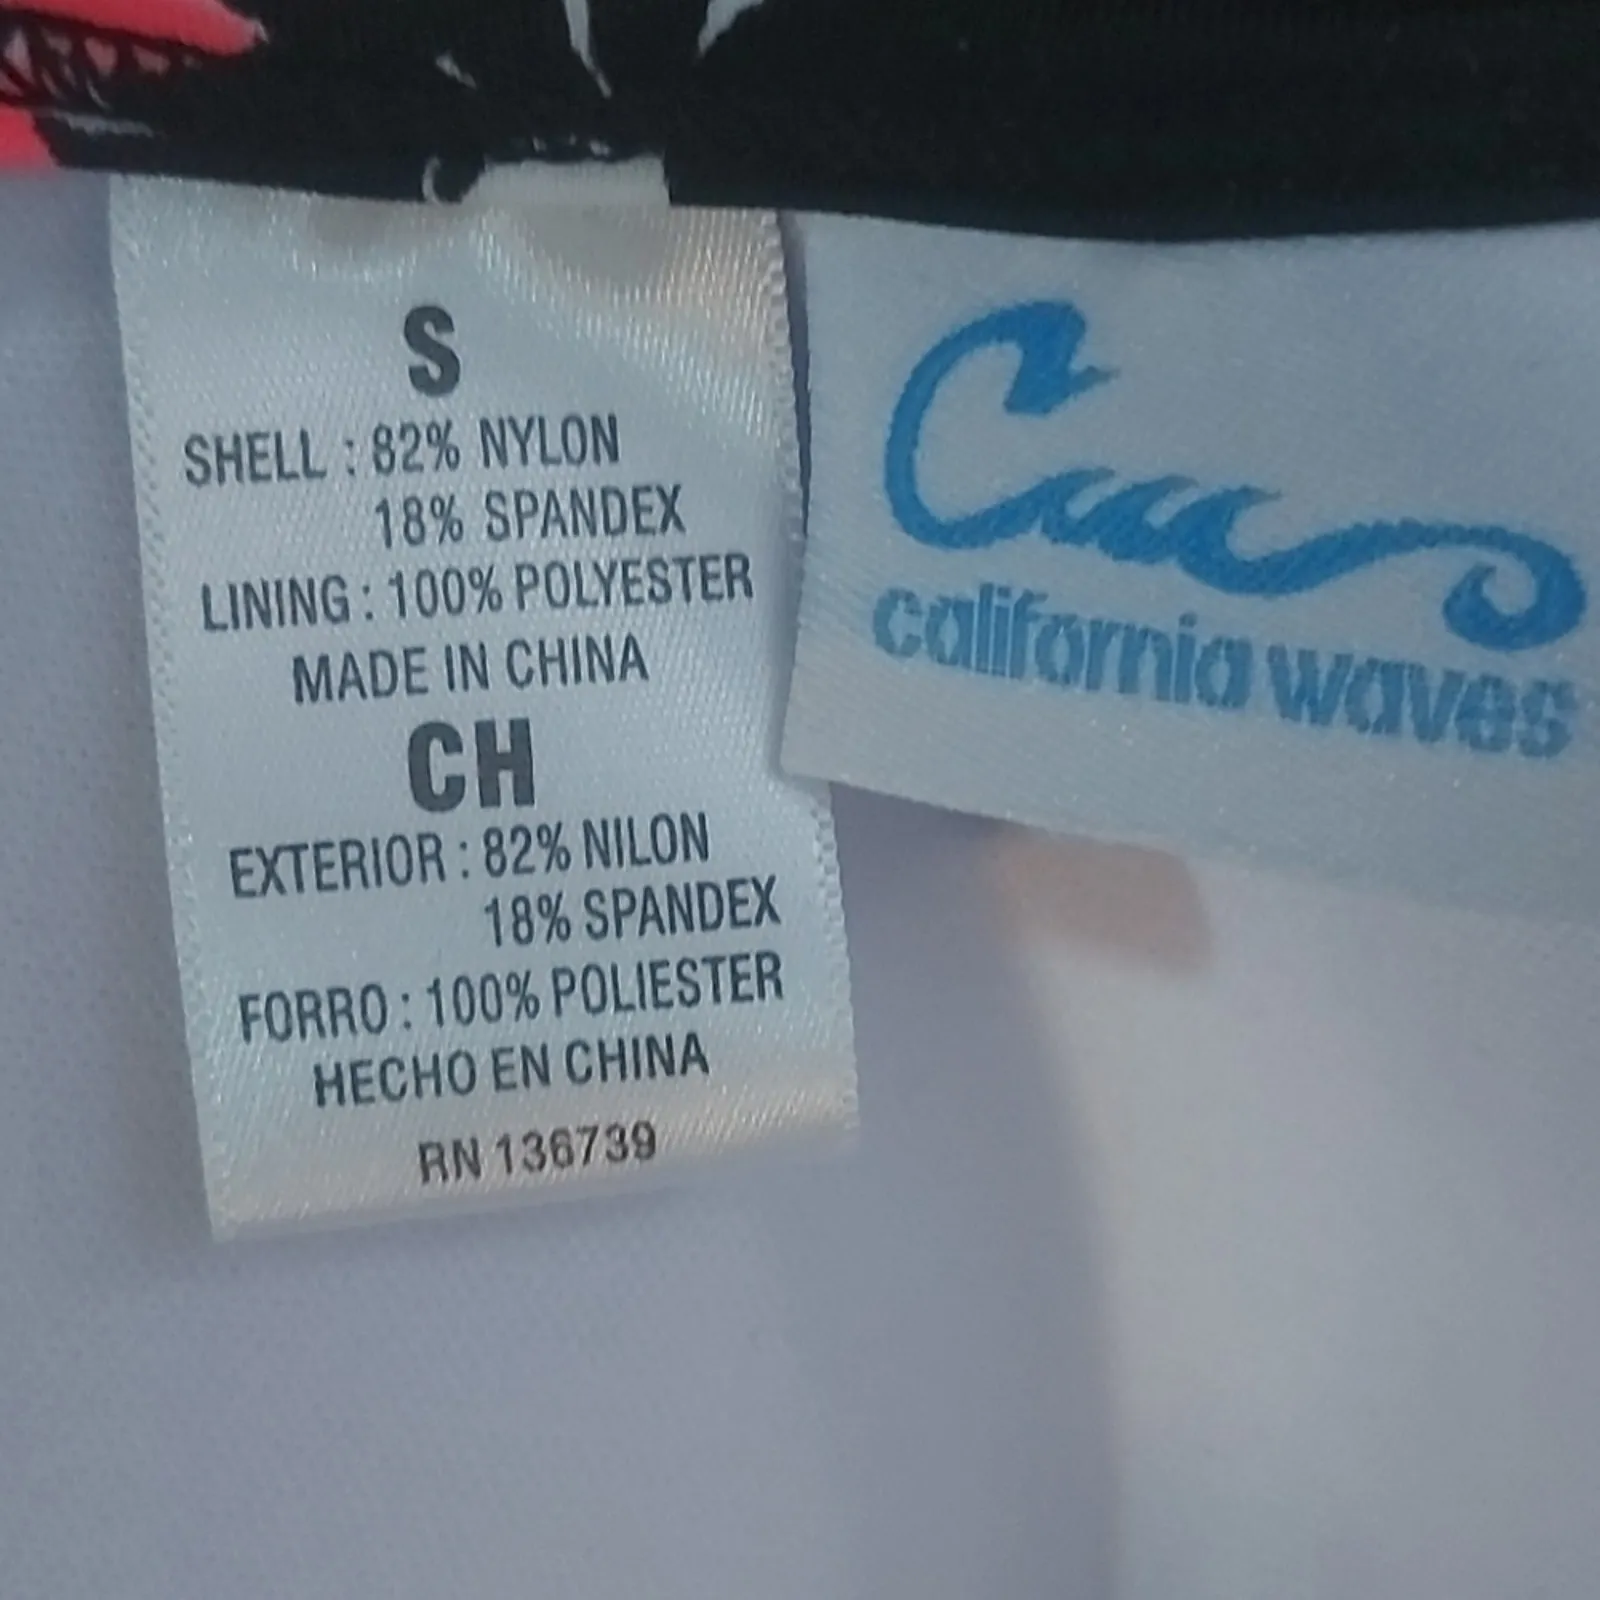 S
SHELL : 82% NYLON
18% SPANDEX
LINING : 100% POLYESTER
MADE IN CHINA
CH
EXTERIOR : 82% NILON
18% SPANDEX
FORRO : 100% POLIESTER
HECHO EN CHINA
RN 136739
california waves